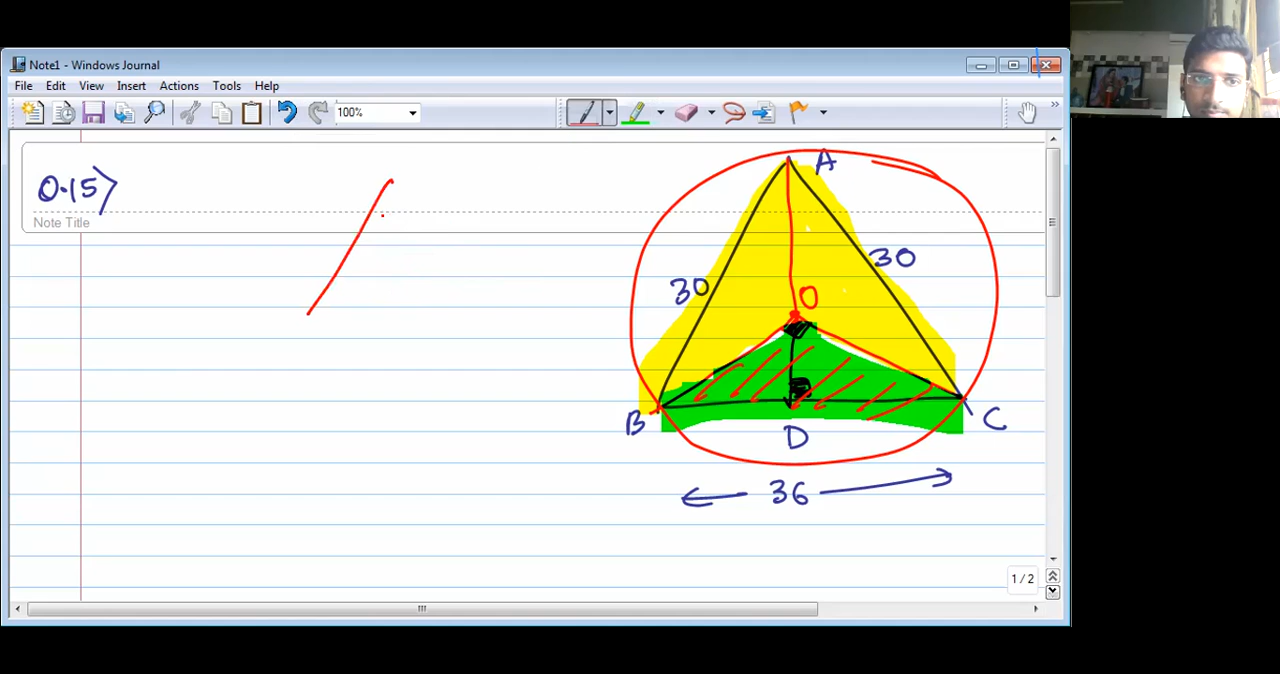 Note1 - Windows Journal
File Edit View Insert Actions Tools Help
100%
Q.15>
Note Title
A
30
30
O
B
D
C
36
1 / 2